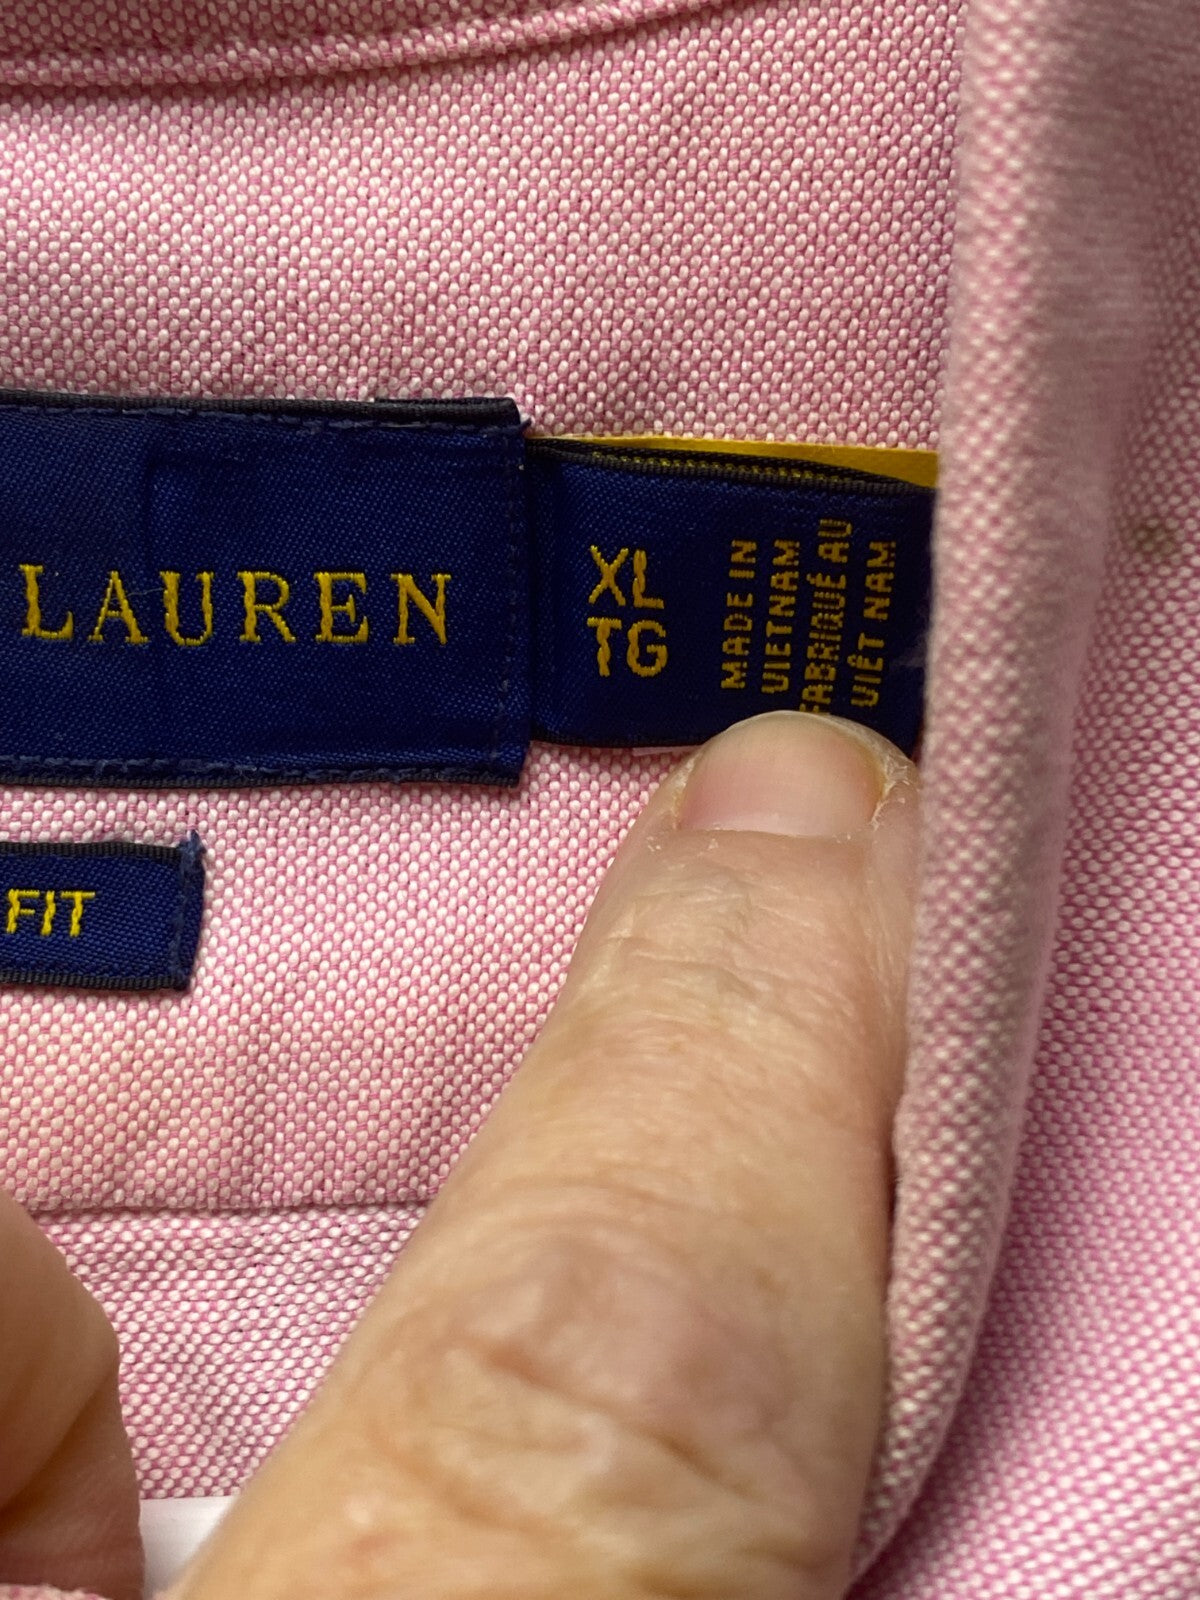 LAUREN
XL
TG
MADE IN
VIETNAM
FABRIQUÉ AU
VIÊT NAM
FIT